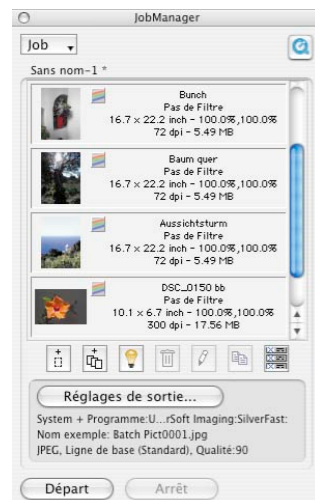 JobManager
Job
Sans nom-1 *
Bunch
Pas de Filtre
16.7 x 22.2 inch - 100.0%,100.0%
72 dpi - 5.49 MB
Baum quer
Pas de Filtre
16.7 x 22.2 inch - 100.0%,100.0%
72 dpi - 5.49 MB
Aussichtsturm
Pas de Filtre
16.7 x 22.2 inch - 100.0%,100.0%
72 dpi - 5.49 MB
DSC_0150 bb
Pas de Filtre
10.1 x 6.7 inch - 100.0%,100.0%
300 dpi - 17.56 MB
Réglages de sortie...
System + Programme:U...rSoft Imaging:SilverFast:
Nom exemple: Batch Pict0001.jpg
JPEG, Ligne de base (Standard), Qualité:90
Départ
Arrêt